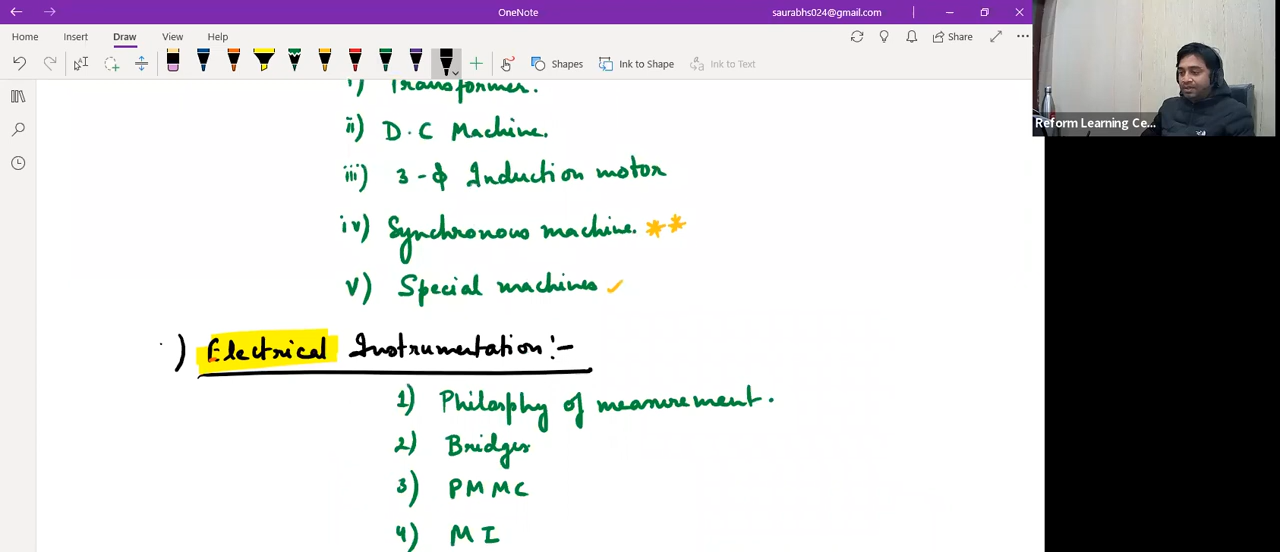 OneNote
saurabhs024@gmail.com
Home Insert Draw View Help
Share
Shapes Ink to Shape Ink to Text
i) Transformer.
ii) D.C Machine.
iii) 3-ɸ Induction motor
iv) Synchronous machine. **
v) Special machines ✓
) Electrical Instrumentation :-
1) Philosphy of measurement.
2) Bridges
3) PMMC
4) MI
Reform Learning Ce...